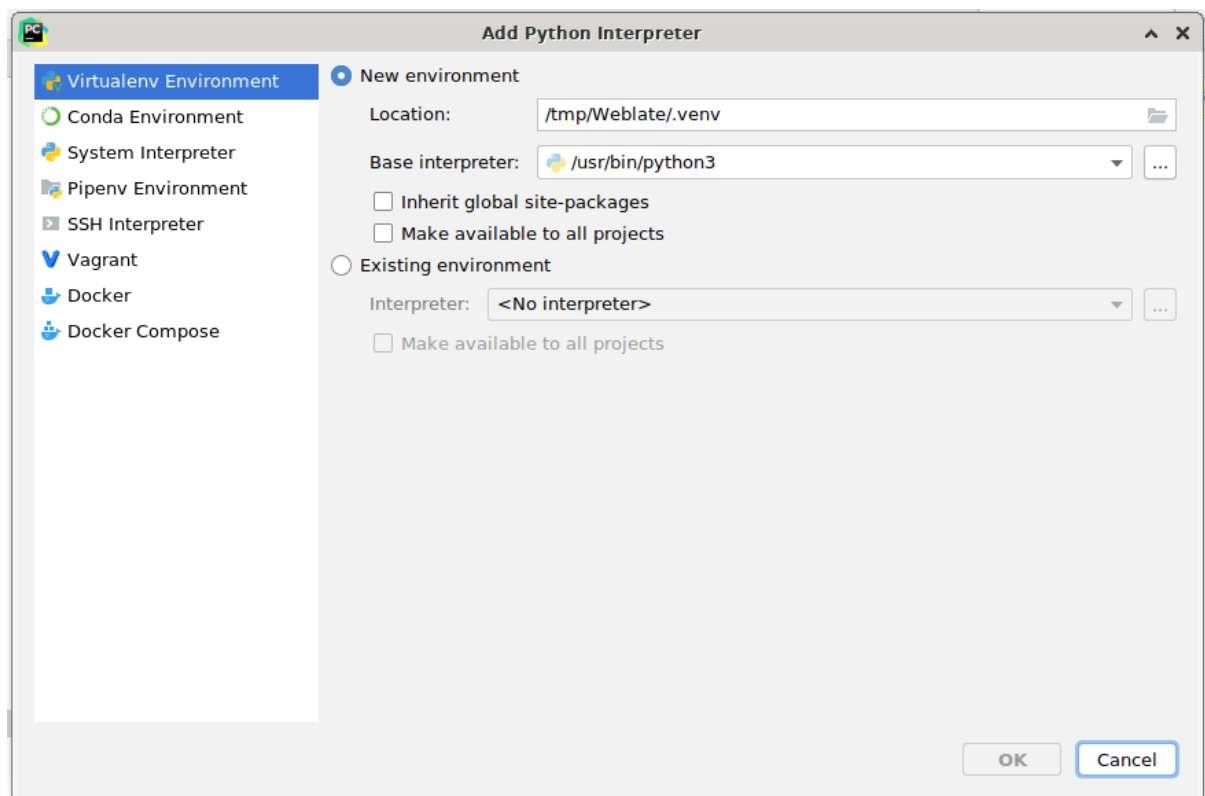 PC
Add Python Interpreter
Virtualenv Environment
Conda Environment
System Interpreter
Pipenv Environment
SSH Interpreter
Vagrant
Docker
Docker Compose
New environment
Location: /tmp/Weblate/.venv
Base interpreter: /usr/bin/python3 ...
Inherit global site-packages
Make available to all projects
Existing environment
Interpreter: <No interpreter> ...
Make available to all projects
OK Cancel